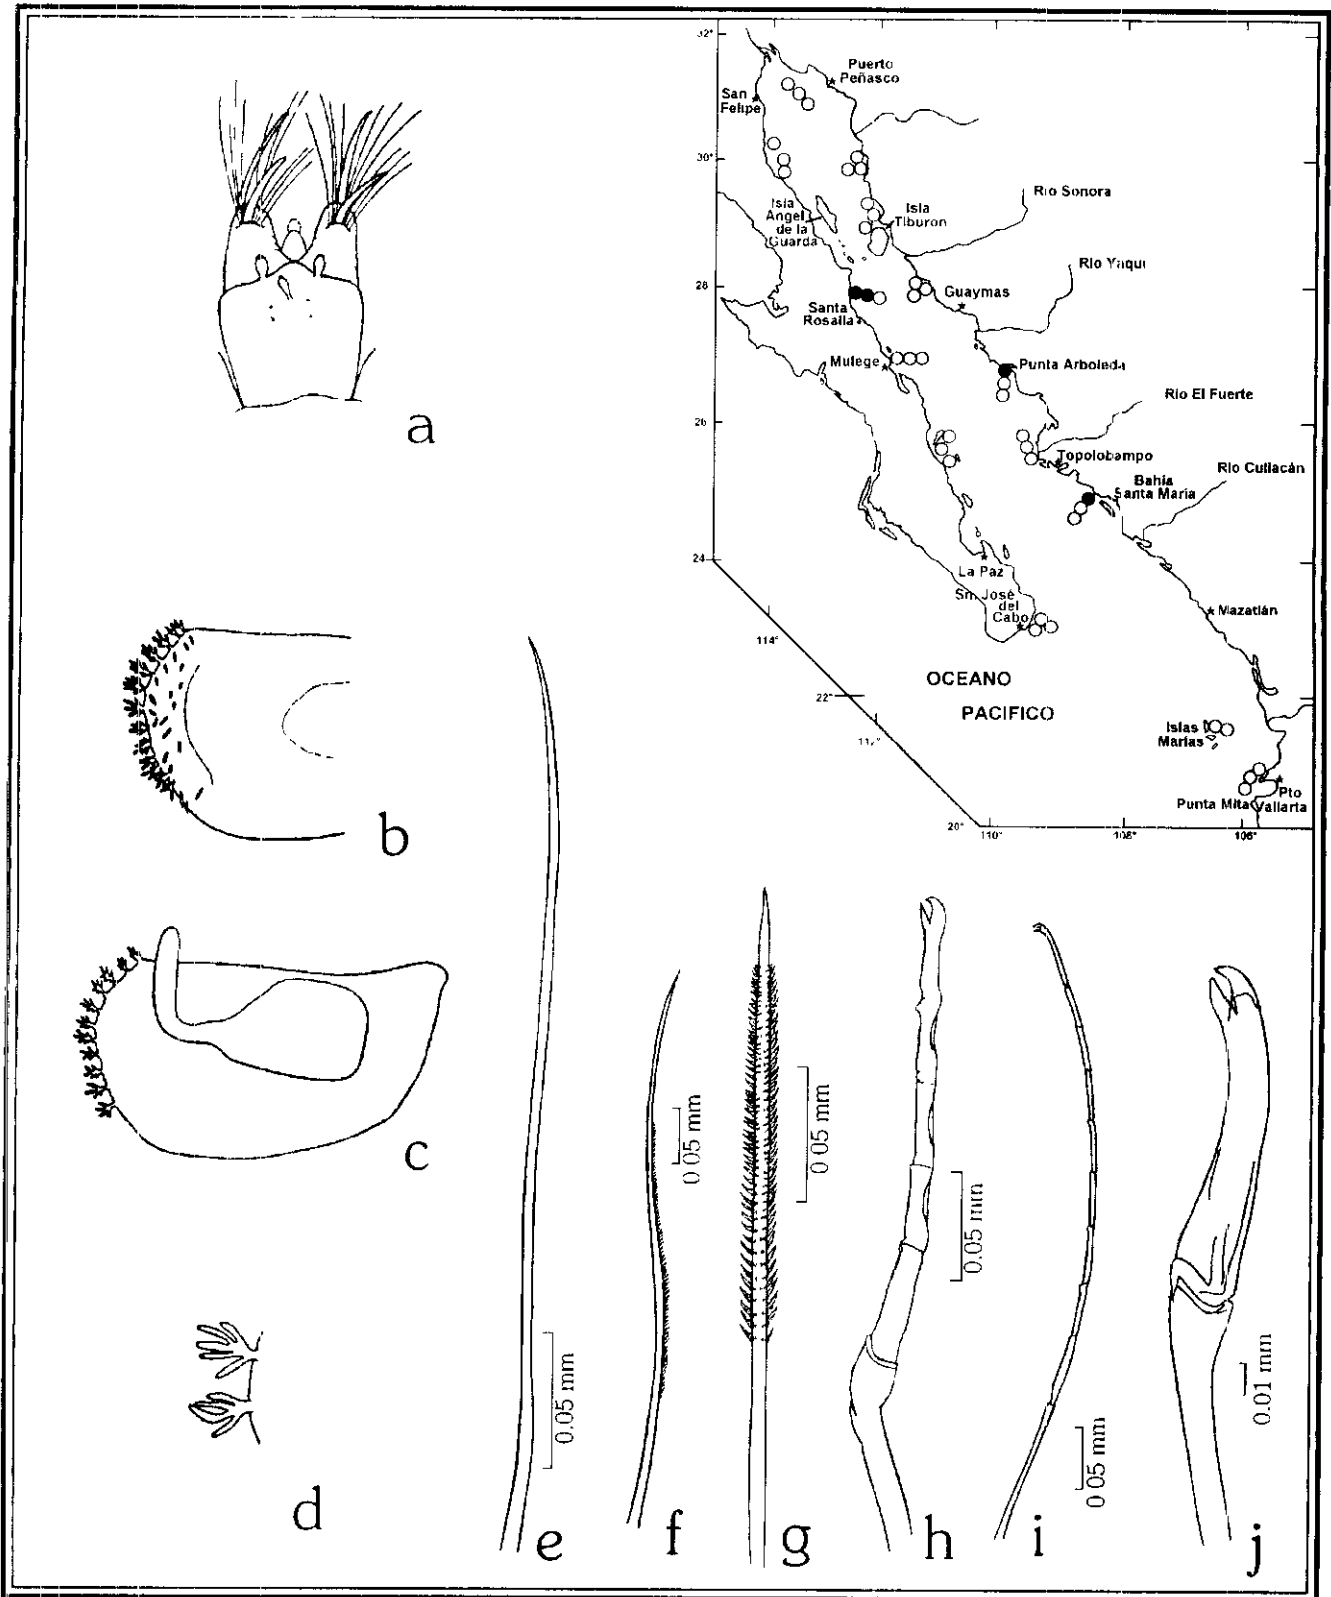 32°
Puerto
Peñasco
San
Felipe
30°
Rio Sonora
Isla
Angel
de la
Guarda
Isla
Tiburon
Rio Yaqui
28
Guaymas
Santa
Rosalia
Mulege
Punta Arboleda
Rio El Fuerte
26
Topolobampo
Rio Culiacán
Bahia
Santa Maria
24
La Paz
Sn. José
del
Cabo
Mazatlán
114°
OCEANO
PACIFICO
22°
112°
Islas
Marias
Punta Mita
Pto
Vallarta
20°
110°
108°
106°
a
b
c
d
e
0.05 mm
f
0 05 mm
g
0 05 mm
h
0.05 mm
i
0 05 mm
j
0.01 mm